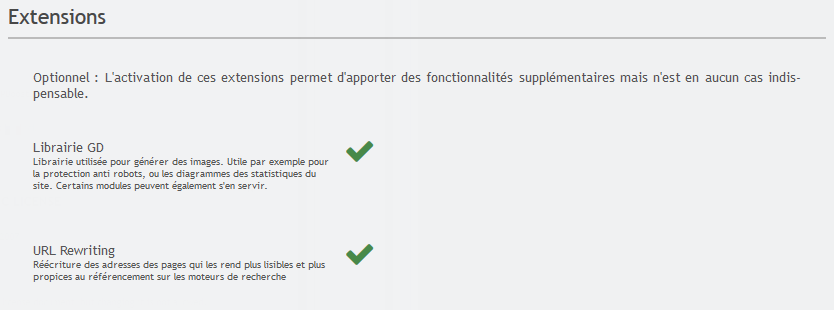 Extensions
Optionnel : L'activation de ces extensions permet d'apporter des fonctionnalités supplémentaires mais n'est en aucun cas indis-
pensable.
Librairie GD
Librairie utilisée pour générer des images. Utile par exemple pour
la protection anti robots, ou les diagrammes des statistiques du
site. Certains modules peuvent également s'en servir.
URL Rewriting
Réécriture des adresses des pages qui les rend plus lisibles et plus
propices au référencement sur les moteurs de recherche